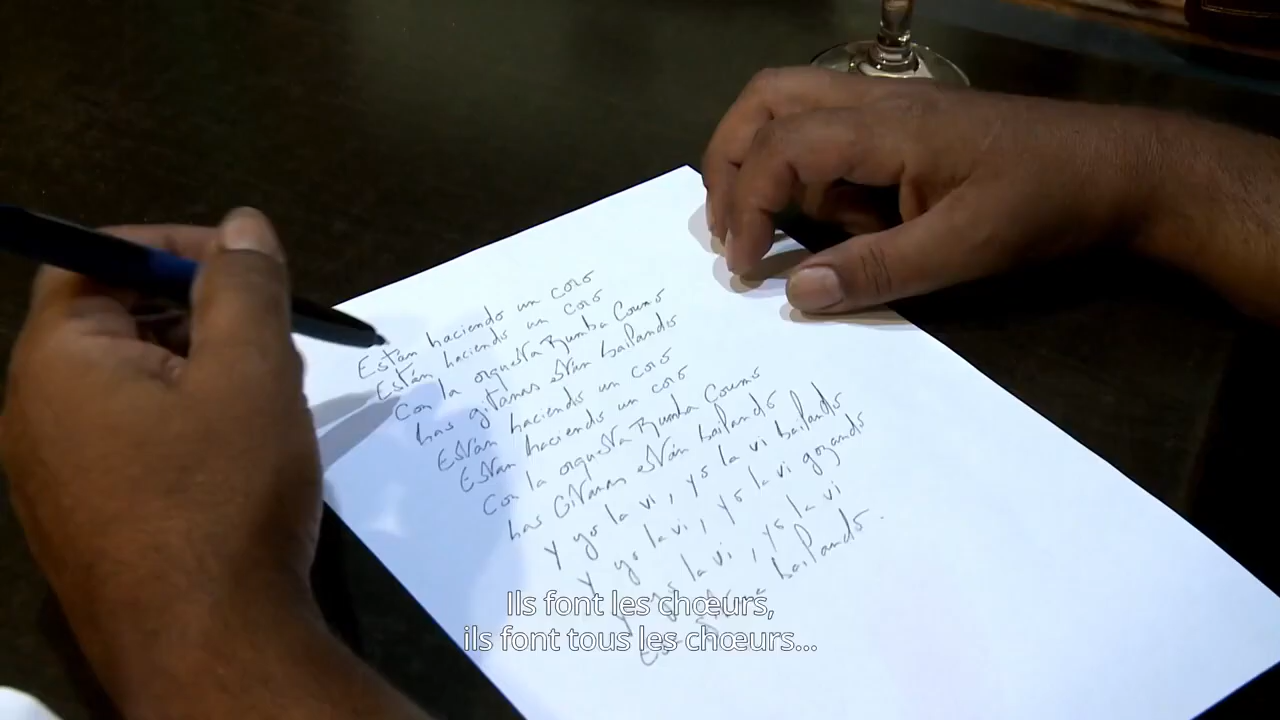 Están haciendo un coro
Están haciendo un coro
Con la orquesta Rumba Como
Las gitanas están bailando
Están haciendo un coro
Están haciendo un coro
Con la orquesta Rumba Como
Las Gitanas están bailando
Y yo la vi, yo la vi bailando
Y yo la vi, yo la vi gozando
Y yo la vi, yo la vi
bailando.
Ils font les chœurs,
ils font tous les chœurs...